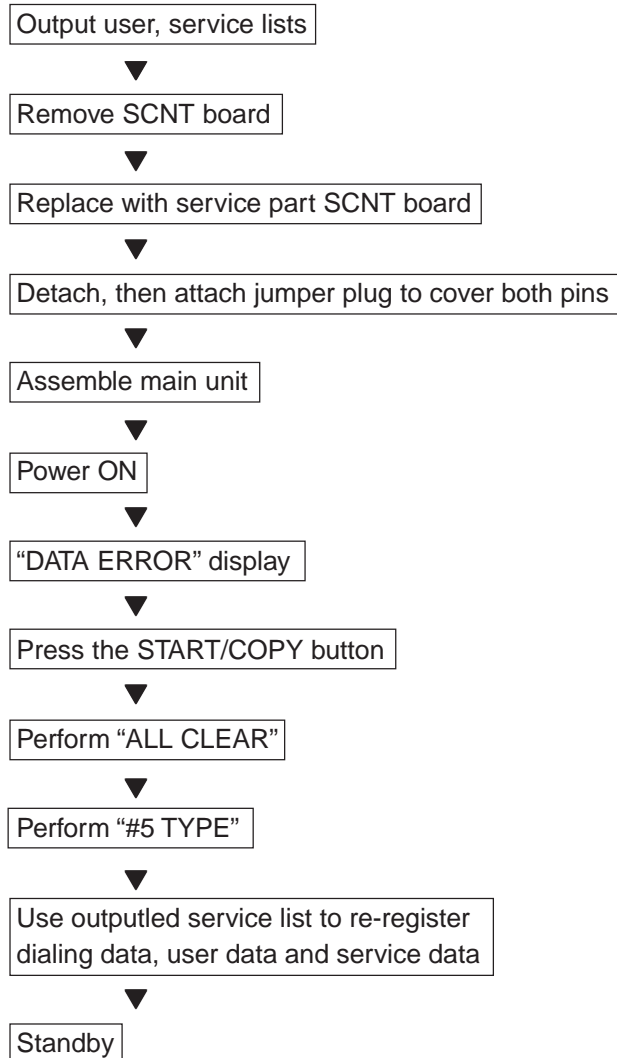 Output user, service lists
Remove SCNT board
Replace with service part SCNT board
Detach, then attach jumper plug to cover both pins
Assemble main unit
Power ON
“DATA ERROR” display
Press the START/COPY button
Perform “ALL CLEAR”
Perform “#5 TYPE”
Use outputled service list to re-register
dialing data, user data and service data
Standby